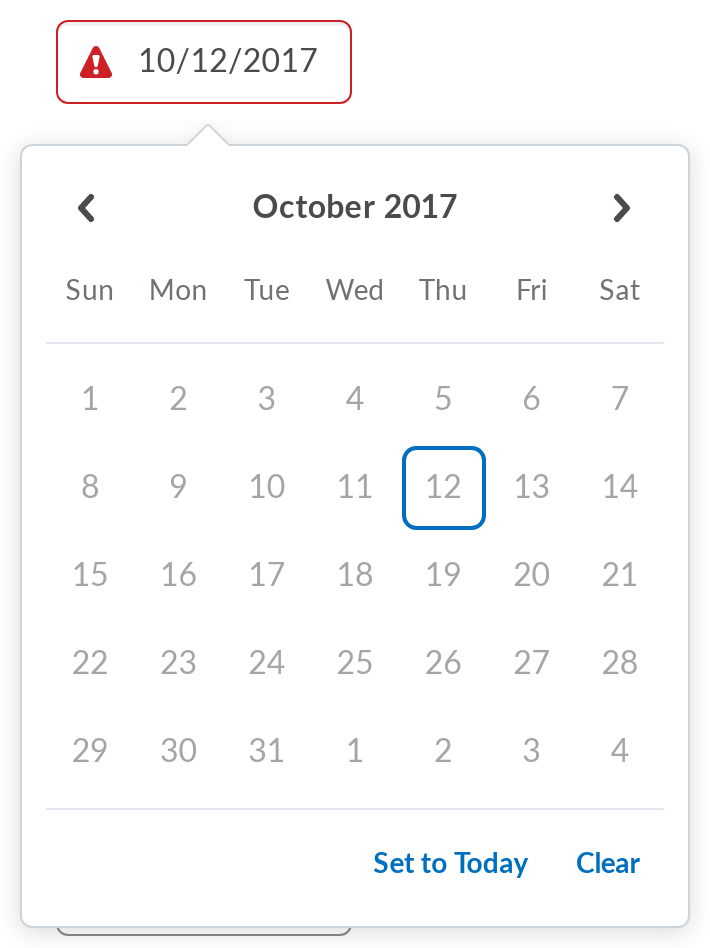 10/12/2017
October 2017
Sun Mon Tue Wed Thu Fri Sat
1 2 3 4 5 6 7
8 9 10 11 12 13 14
15 16 17 18 19 20 21
22 23 24 25 26 27 28
29 30 31 1 2 3 4
Set to Today Clear